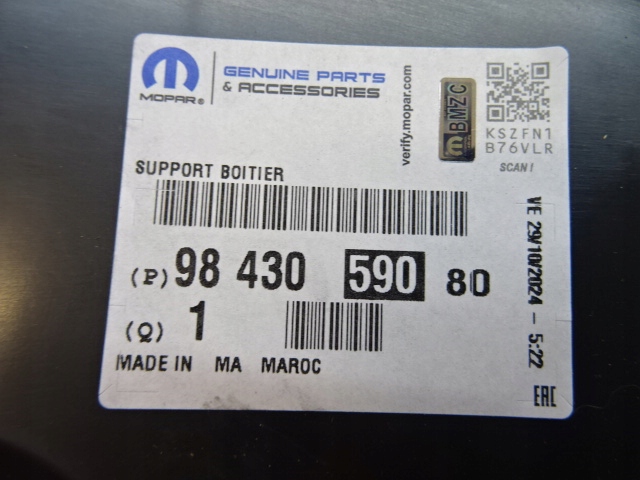 MOPAR®
GENUINE PARTS
& ACCESSORIES
verify.mopar.com
BMZC
KSZFN1
B76VLR
SCAN !
SUPPORT BOITIER
(P) 98 430 590 80
(Q) 1
MADE IN MA MAROC
VE 29/10/2024 – 5:22
EAC